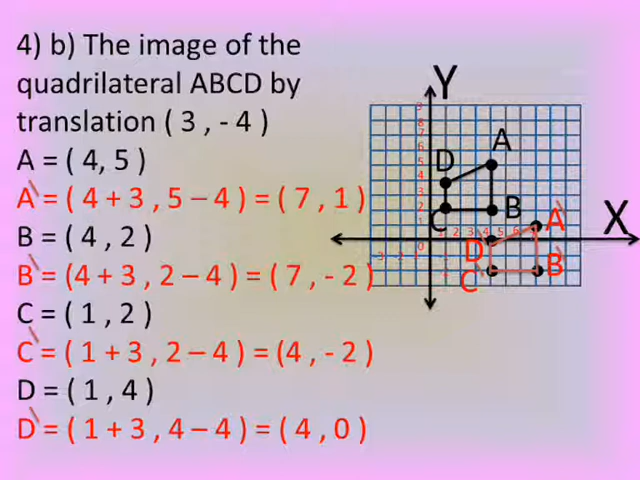 4) b) The image of the
quadrilateral ABCD by
translation ( 3 , - 4 )
A = ( 4, 5 )
A\ = ( 4 + 3 , 5 – 4 ) = ( 7 , 1 )
B = ( 4 , 2 )
B\ = (4 + 3 , 2 – 4 ) = ( 7 , - 2 )
C = ( 1 , 2 )
C\ = ( 1 + 3 , 2 – 4 ) = (4 , - 2 )
D = ( 1 , 4 )
D\ = ( 1 + 3 , 4 – 4 ) = ( 4 , 0 )
Y
A
D
B
C
X
A\
D\
B\
C\